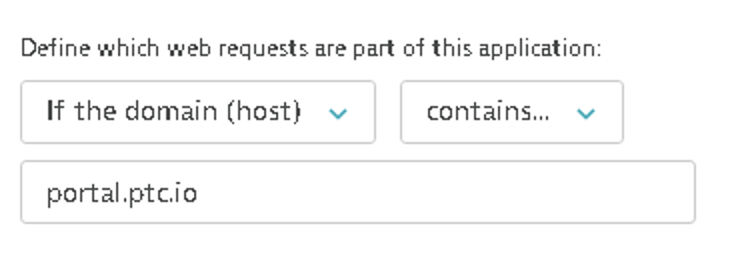 Define which web requests are part of this application:
If the domain (host) contains...
portal.ptc.io